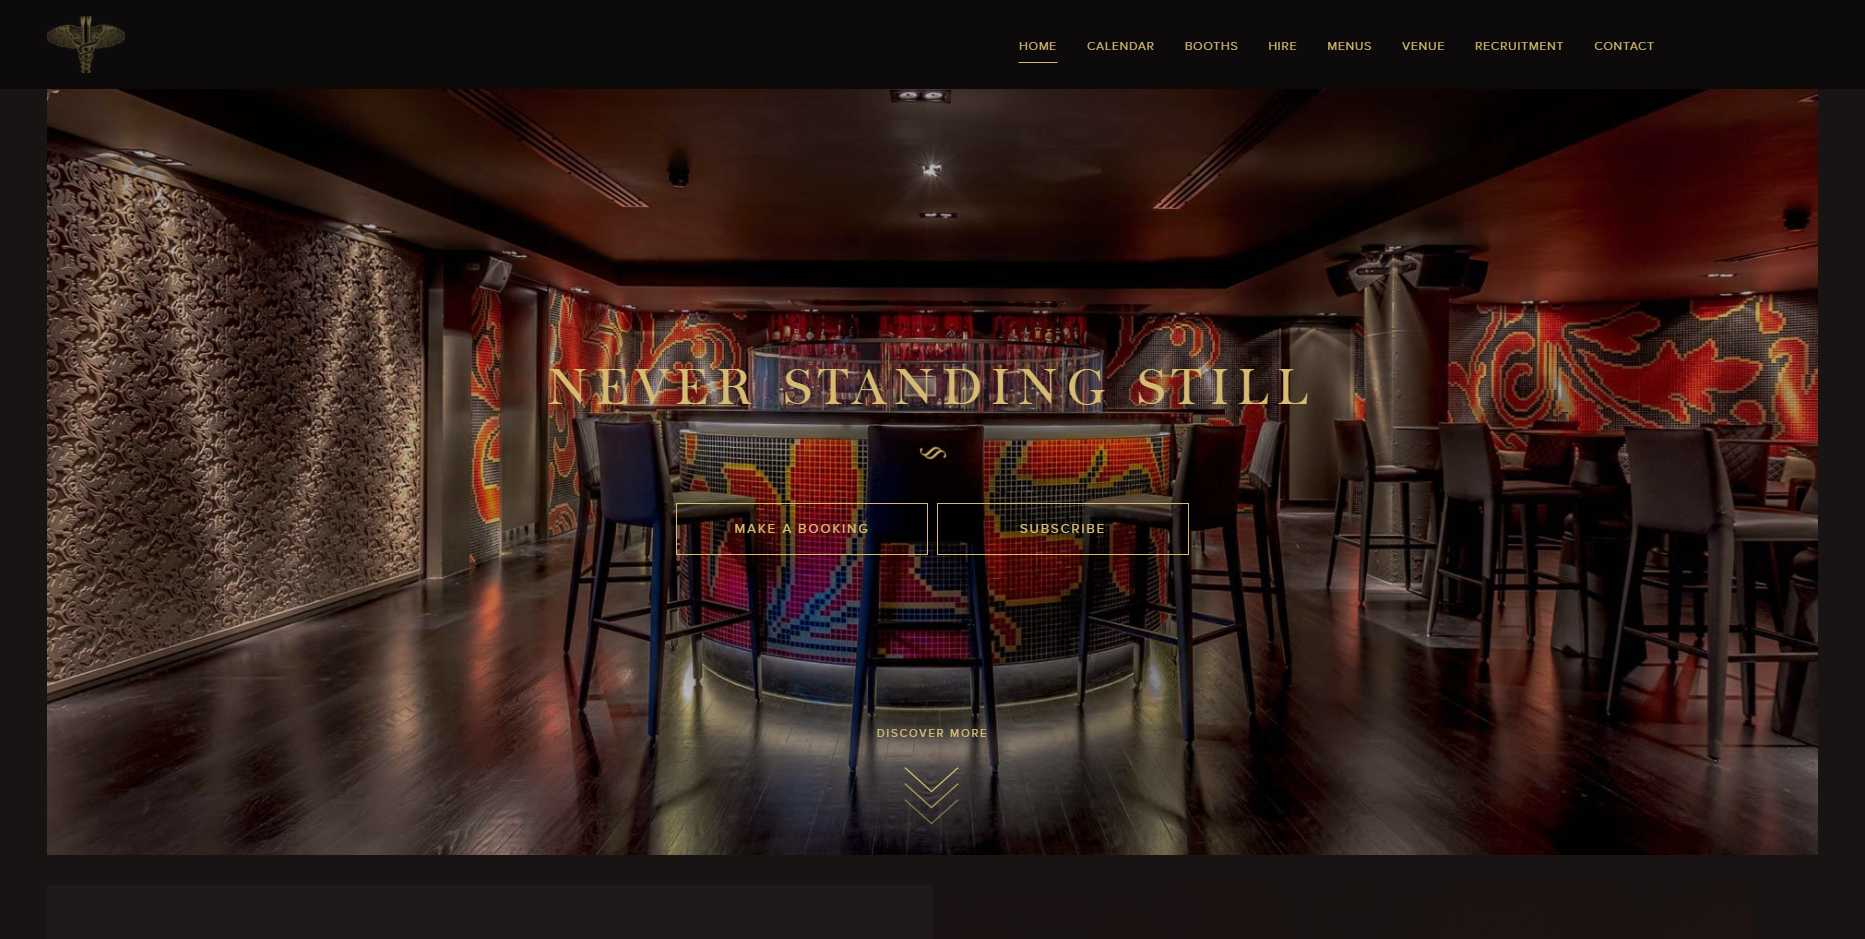 HOME CALENDAR BOOTHS HIRE MENUS VENUE RECRUITMENT CONTACT
NEVER STANDING STILL
MAKE A BOOKING SUBSCRIBE
DISCOVER MORE